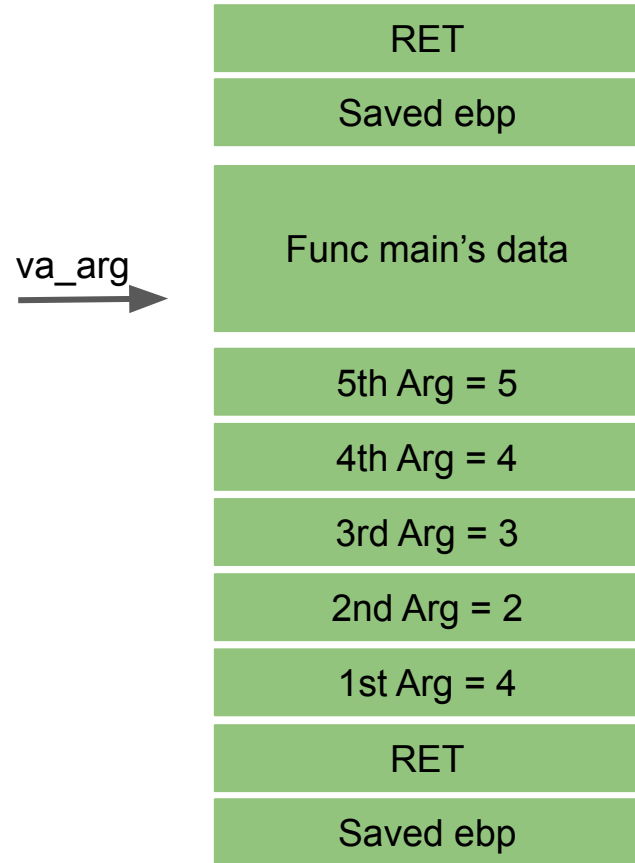 RET
Saved ebp
Func main’s data
va_arg
5th Arg = 5
4th Arg = 4
3rd Arg = 3
2nd Arg = 2
1st Arg = 4
RET
Saved ebp